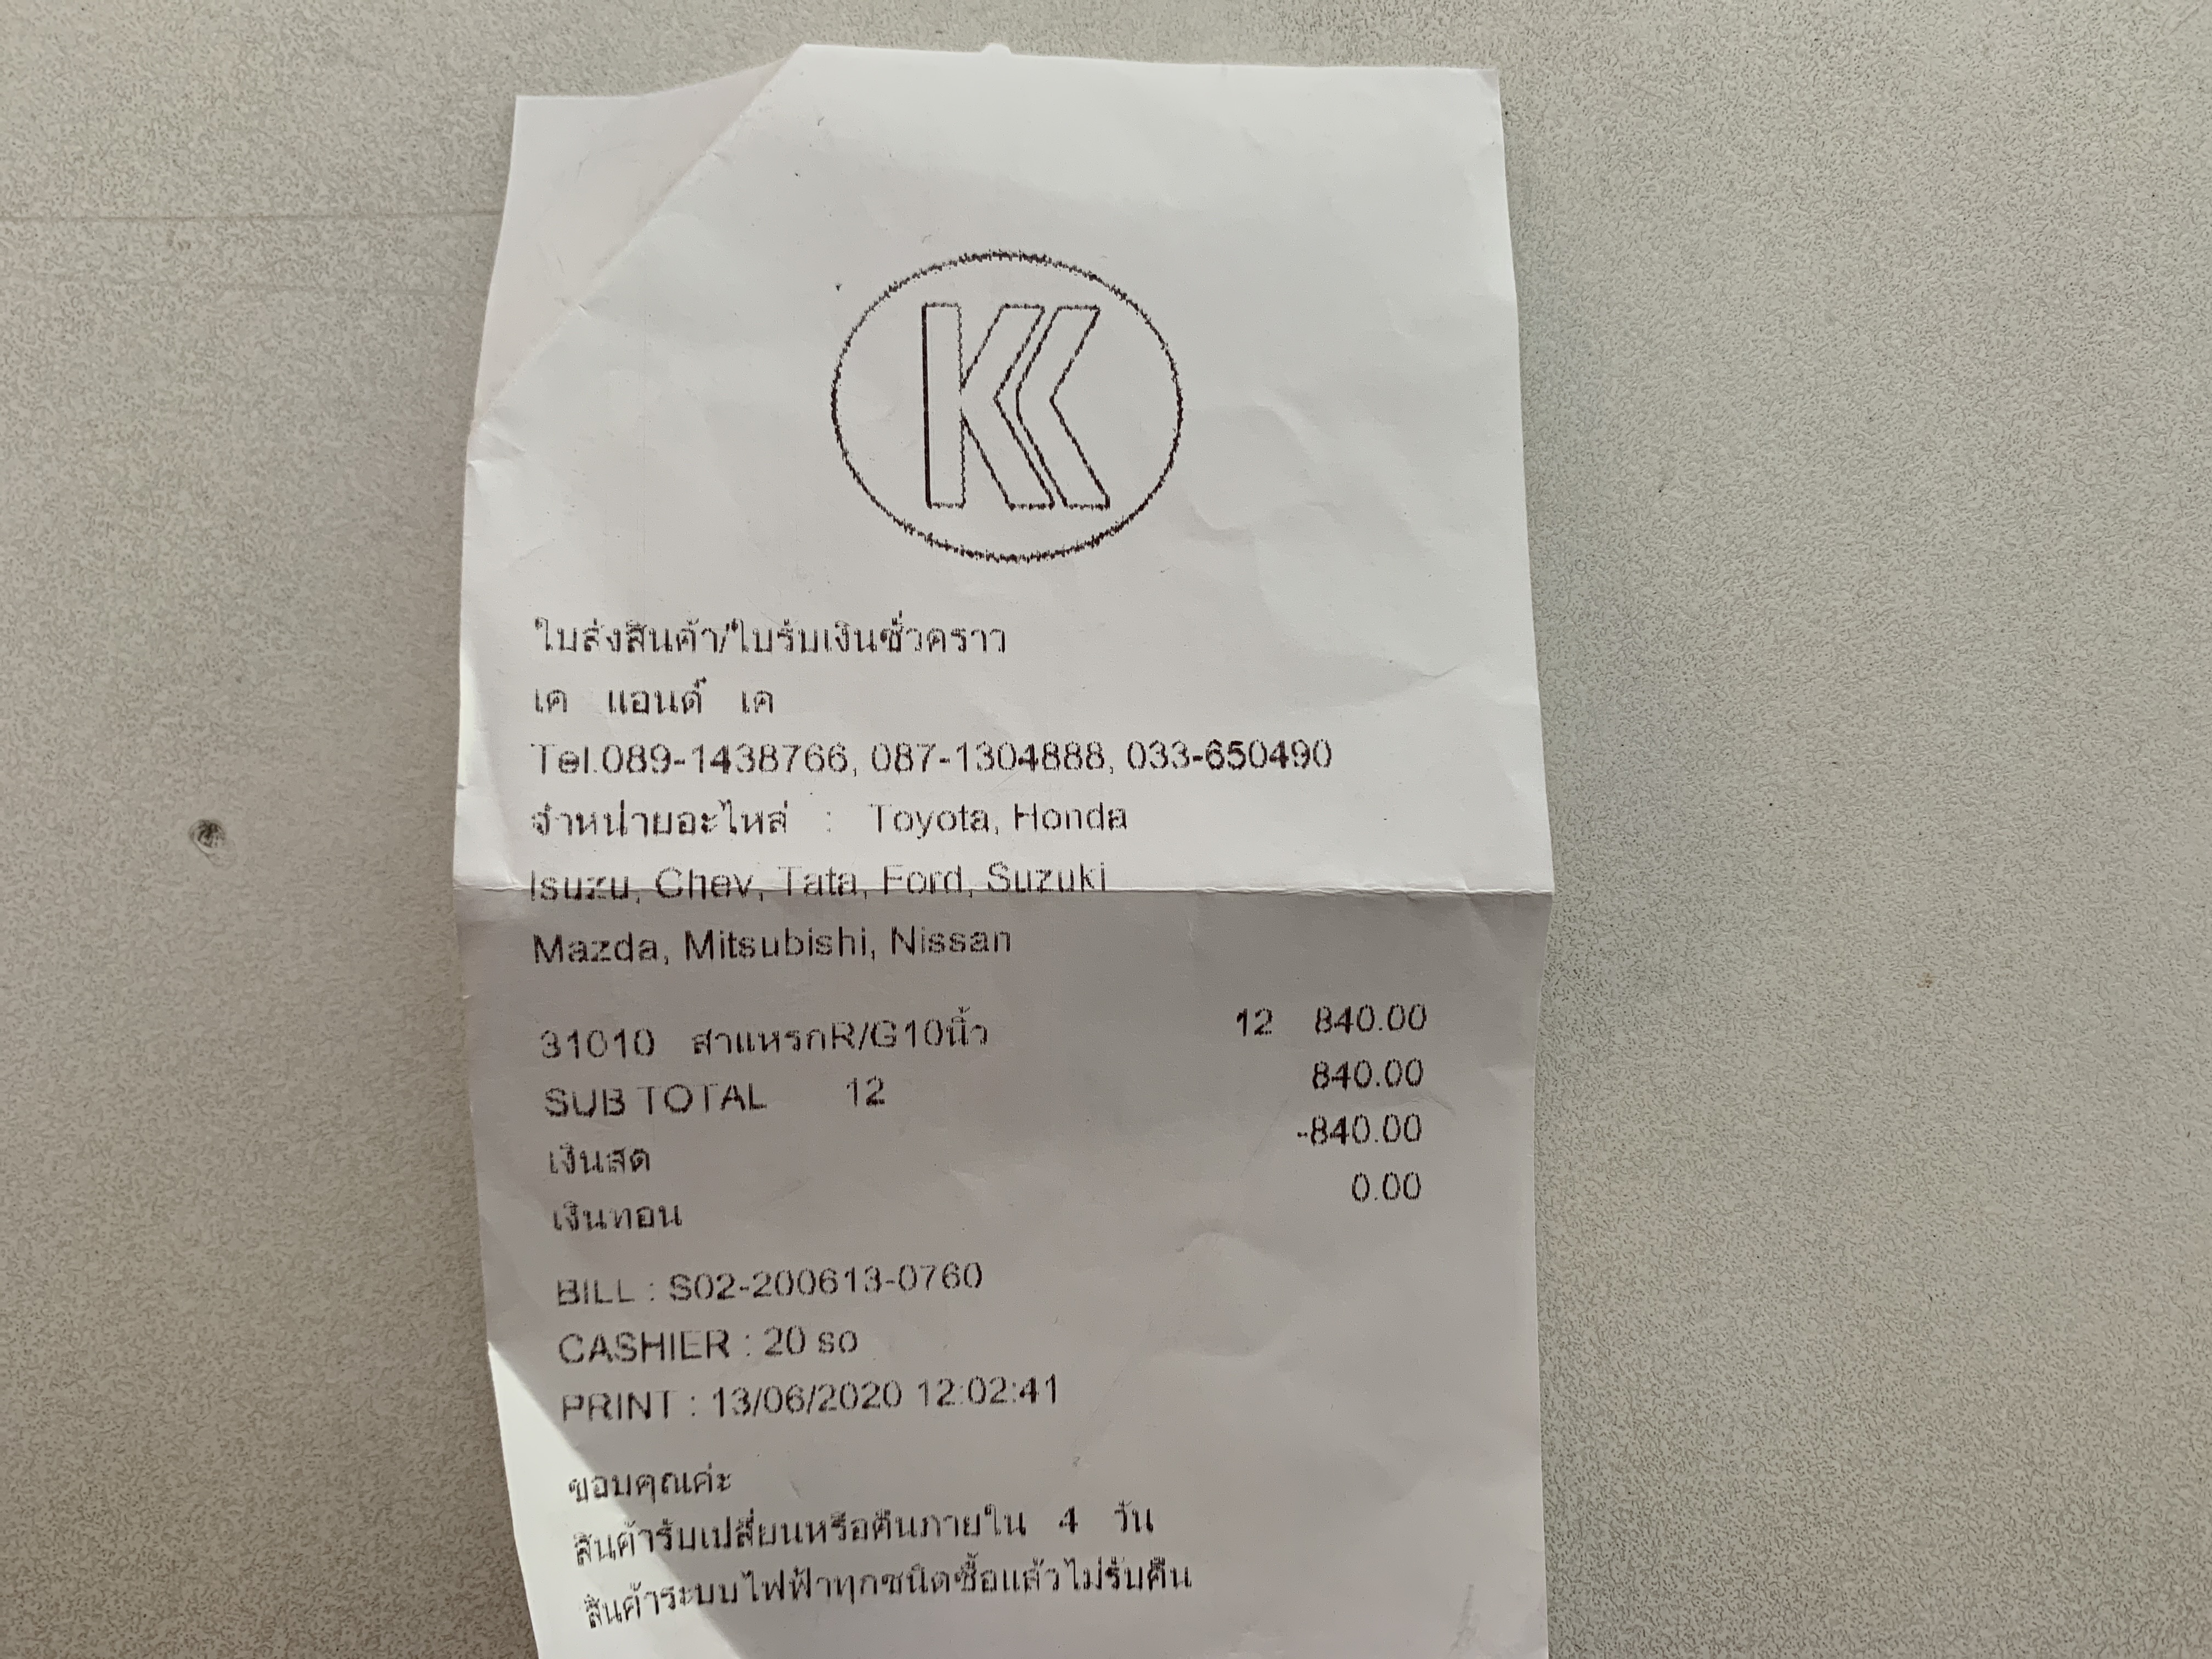 KK
ใบส่งสินค้า/ใบรับเงินชั่วคราว
เค แอนด์ เค
Tel.089-1438766, 087-1304888, 033-650490
จำหน่ายอะไหล่ : Toyota, Honda
Isuzu, Chev, Tata, Ford, Suzuki
Mazda, Mitsubishi, Nissan
31010 สาแหรกR/G10นิ้ว 12 840.00
SUB TOTAL 12 840.00
เงินสด -840.00
เงินทอน 0.00
BILL : S02-200613-0760
CASHIER : 20 so
PRINT : 13/06/2020 12:02:41
ขอบคุณค่ะ
สินค้ารับเปลี่ยนหรือคืนภายใน 4 วัน
สินค้าระบบไฟฟ้าทุกชนิดซื้อแล้วไม่รับคืน